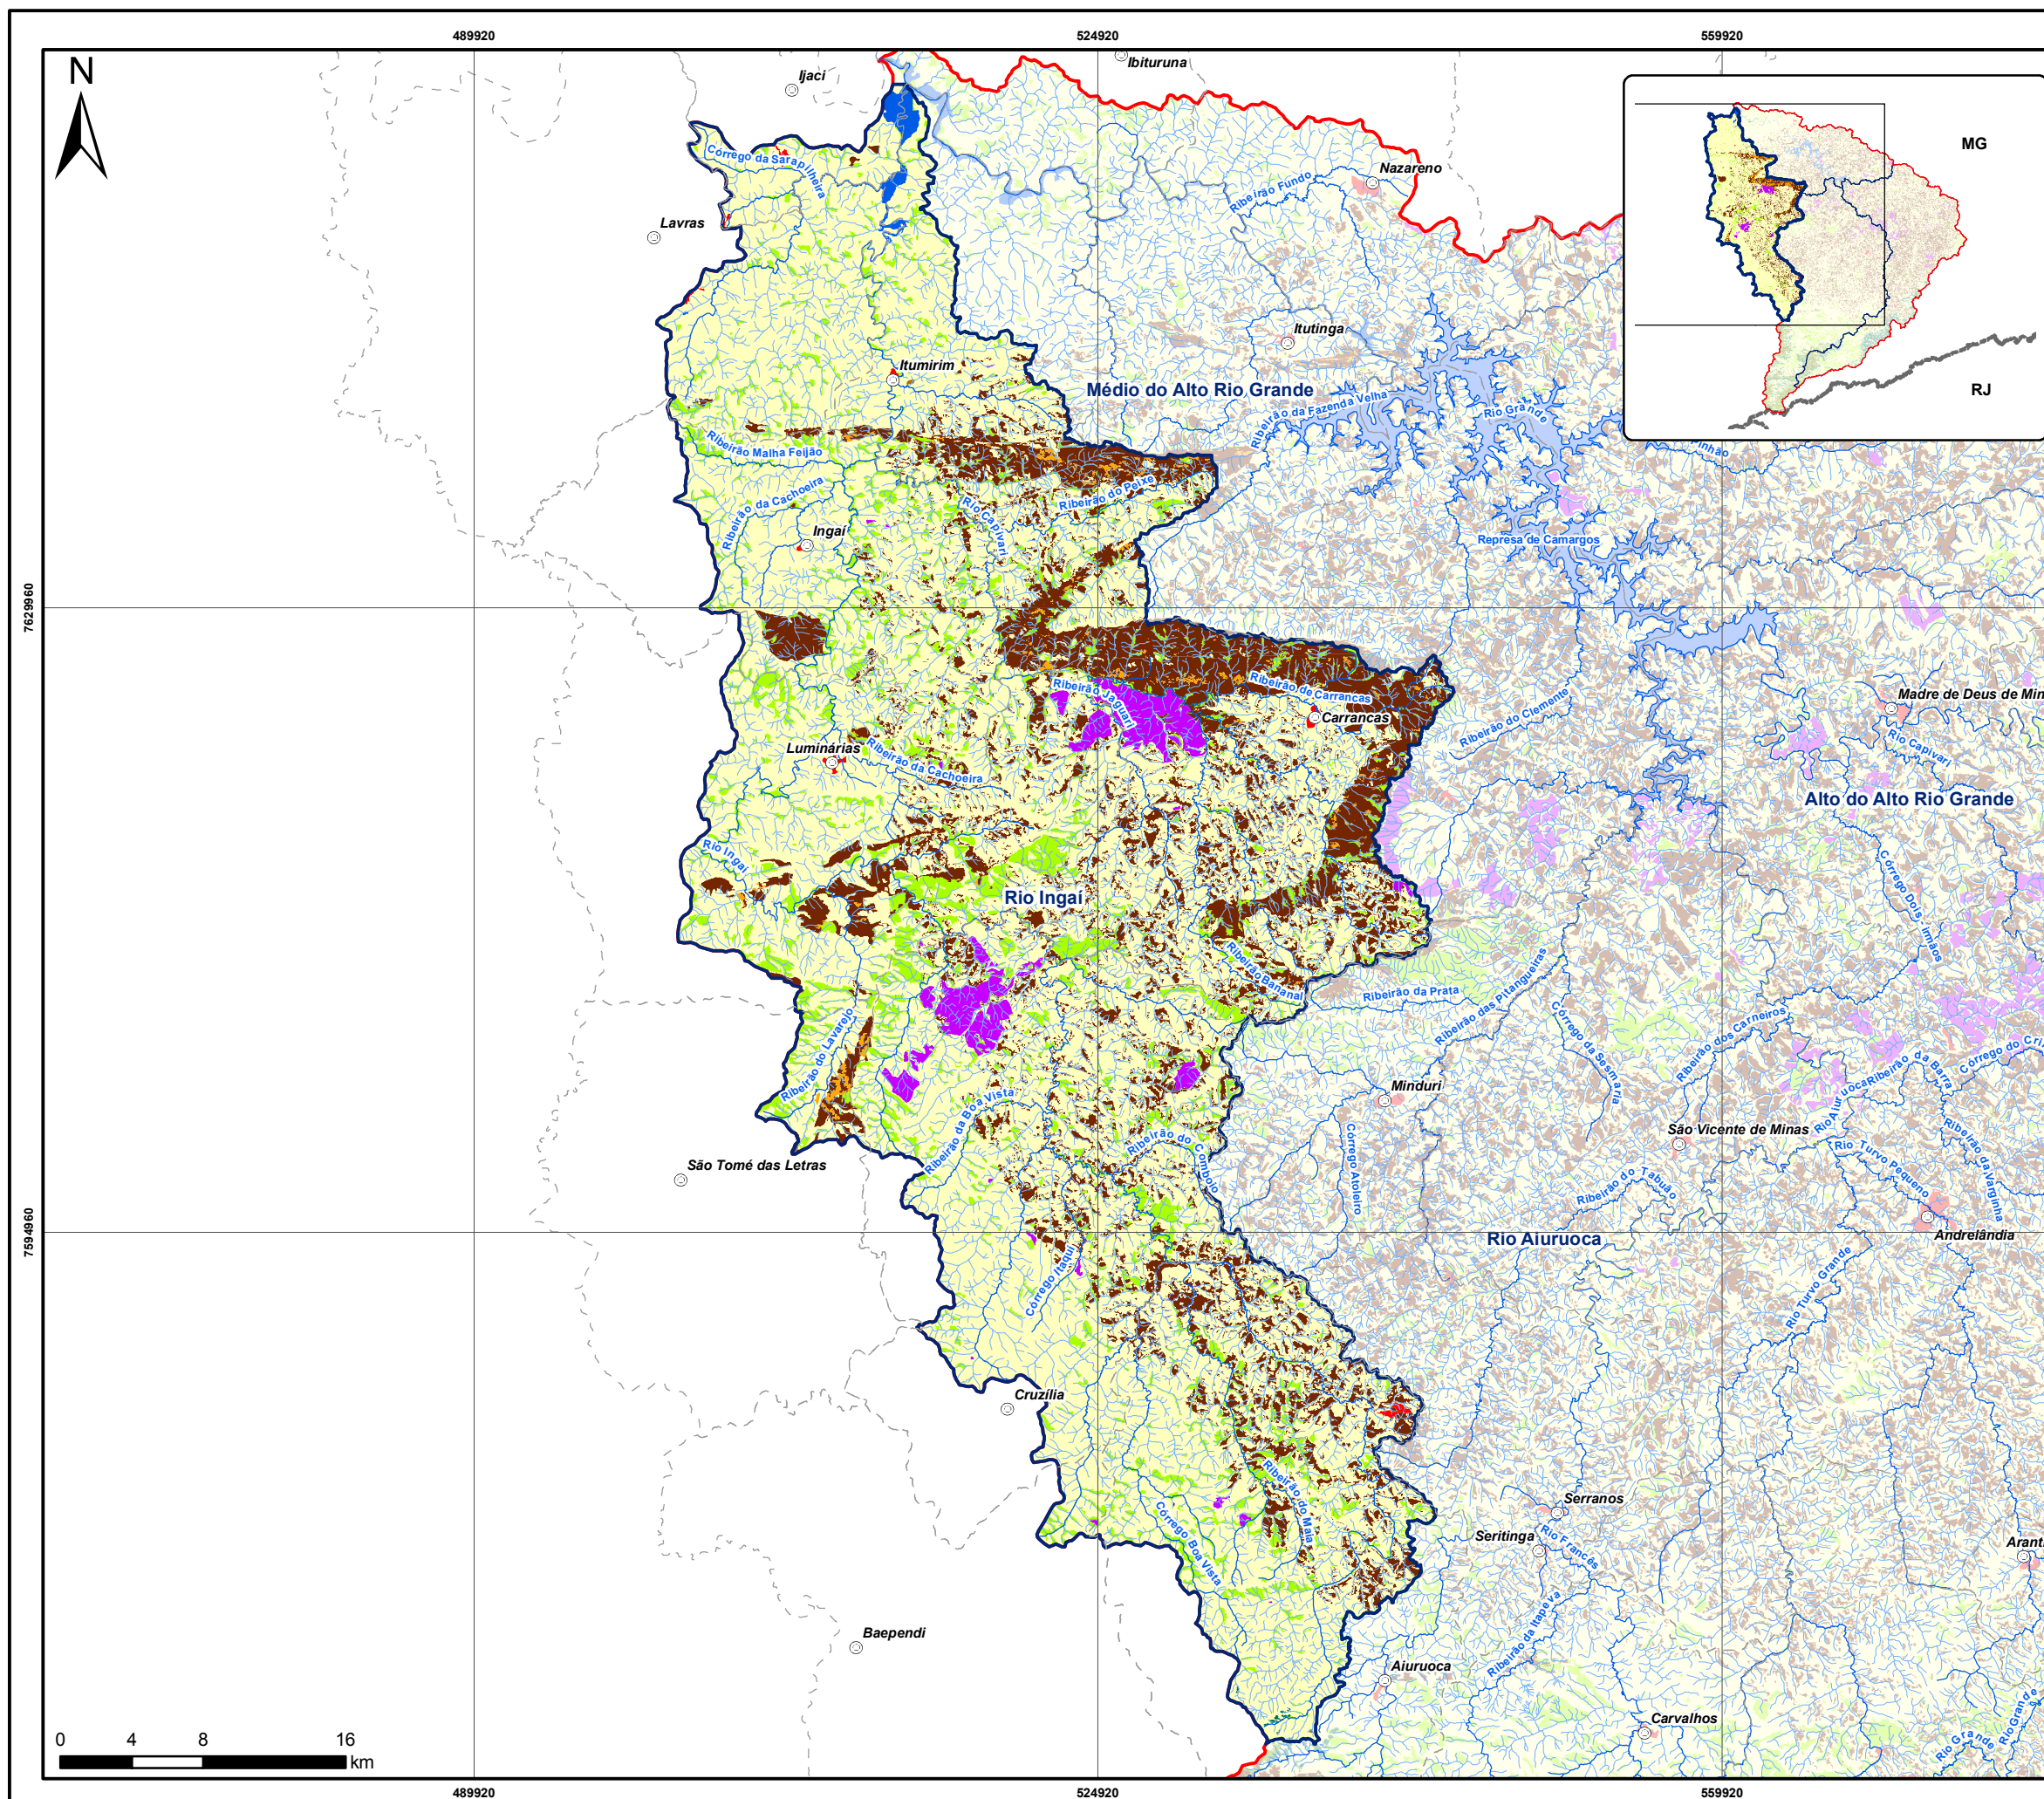 489920
524920
559920
N
Ijaci
Ibituruna
MG
Córrego da Sarapilheira
Nazareno
Ribeirão Fundo
Lavras
Itutinga
Itumirim
Médio do Alto Rio Grande
RJ
Ribeirão da Fazenda Velha
Rio Grande
Ribeirão Malha Feijão
Pinhão
Ribeirão da Cachoeira
Ribeirão do Peixe
Rio Capivari
Ingaí
Represa de Camargos
7629960
Ribeirão Jaguari
Ribeirão de Carrancas
Carrancas
Ribeirão do Clemente
Madre de Deus de Min
Rio Capivari
Luminárias
Ribeirão da Cachoeira
Alto do Alto Rio Grande
Rio Ingaí
Córrego Dois irmãos
Rio Ingaí
Ribeirão Bananal
Ribeirão da Prata
Ribeirão das Pitangueiras
Córrego da Sesmaria
Ribeirão dos Carneiros
Ribeirão da Barra
Córrego do Cri
Rio Aiuruoca
Ribeirão do Lavarejo
Minduri
Ribeirão da Boa Vista
Ribeirão do Combolo
Córrego Atoleiro
São Vicente de Minas
Rio Turvo Pequeno
Ribeirão da Varginha
São Tomé das Letras
Ribeirão do Tabuão
7594960
Rio Aiuruoca
Andrelândia
Córrego Itaqui
Rio Turvo Grande
Cruzília
Ribeirão do Maia
Córrego Boa Vista
Serranos
Seritinga
Rio Francês
Arant
Ribeirão da Itapeva
Baependi
Aiuruoca
Carvalhos
Rio Grande
Rio Grande
0 4 8 16
km
489920
524920
559920